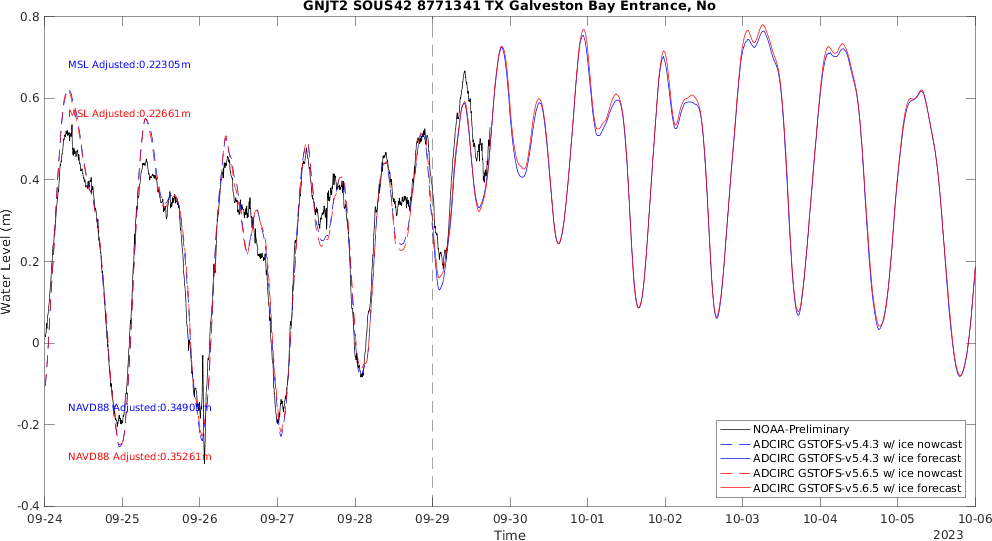 GNJT2 SOUS42 8771341 TX Galveston Bay Entrance, No
0.8
0.6
0.4
0.2
0
-0.2
-0.4
Water Level (m)
MSL Adjusted:0.22305m
MSL Adjusted:0.22661m
NAVD88 Adjusted:0.34905m
NAVD88 Adjusted:0.35261m
NOAA-Preliminary
ADCIRC GSTOFS-v5.4.3 w/ ice nowcast
ADCIRC GSTOFS-v5.4.3 w/ ice forecast
ADCIRC GSTOFS-v5.6.5 w/ ice nowcast
ADCIRC GSTOFS-v5.6.5 w/ ice forecast
09-24 09-25 09-26 09-27 09-28 09-29 09-30 10-01 10-02 10-03 10-04 10-05 10-06
Time
2023